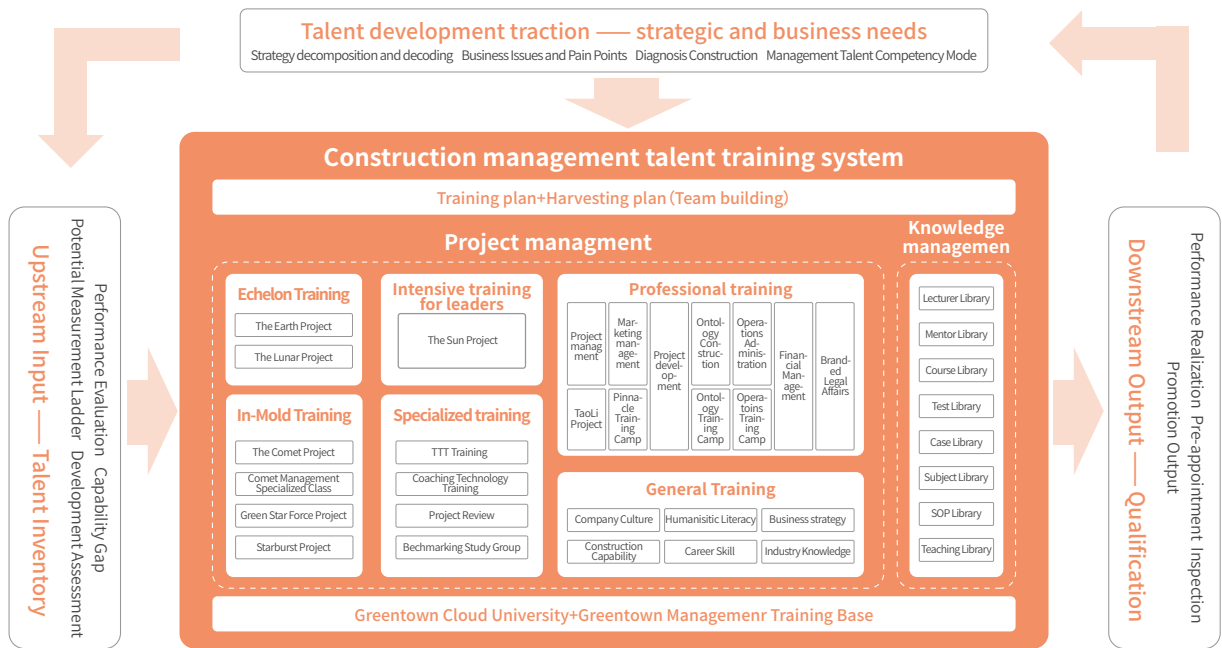 Talent development traction —— strategic and business needs
Strategy decomposition and decoding Business Issues and Pain Points Diagnosis Construction Management Talent Competency Mode
Upstream Input —— Talent Inventory
Performance Evaluation Capability Gap
Potential Measurement Ladder Development Assessment
Construction management talent training system
Training plan+Harvesting plan (Team building)
Project managment
Echelon Training
The Earth Project
The Lunar Project
Intensive training
for leaders
The Sun Project
In-Mold Training
The Comet Project
Comet Management
Specialized Class
Green Star Force Project
Starburst Project
Specialized training
TTT Training
Coaching Technology
Training
Project Review
Bechmarking Study Group
Professional training
Project
managment
TaoLi
Project
Mar-
keting
man-
age-
ment
Pinna-
cle
Train-
ing
Camp
Project
devel-
op-
ment
Ontol-
ogy
Con-
struc-
tion
Ontol-
ogy
Train-
ing
Camp
Opera-
tions
Ad-
minis-
tration
Opera-
toins
Train-
ing
Camp
Finan-
cial
Man-
age-
ment
Brand-
ed
Legal
Affairs
General Training
Company Culture
Humanisitic Literacy
Business strategy
Construction
Capability
Career Skill
Industry Knowledge
Knowledge
managemen
Lecturer Library
Mentor Library
Course Library
Test Library
Case Library
Subject Library
SOP Library
Teaching Library
Greentown Cloud University+Greentown Managemenr Training Base
Downstream Output —— Qualification
Performance Realization Pre-appointment Inspection
Promotion Output